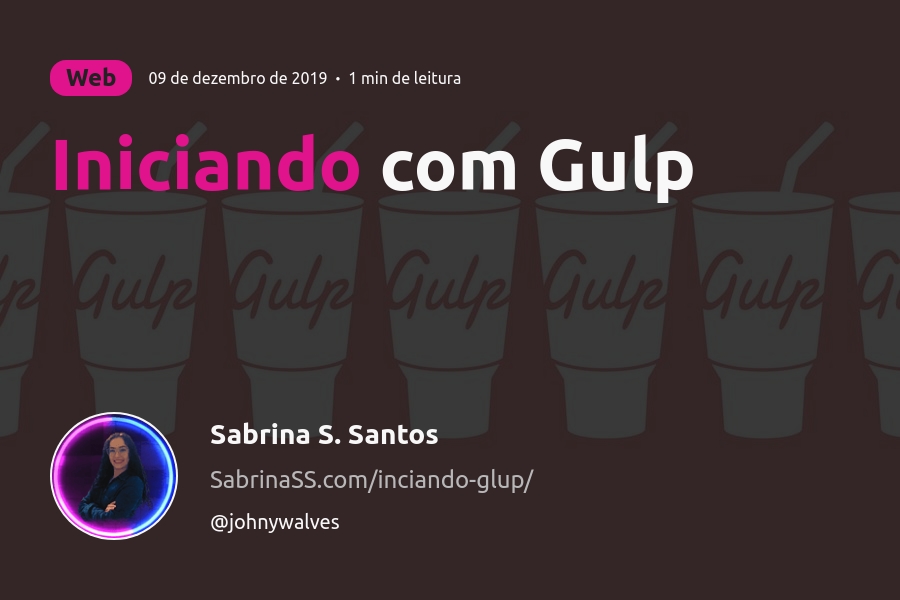 Web 09 de dezembro de 2019 • 1 min de leitura
Iniciando com Gulp
Gulp Gulp Gulp Gulp Gulp
Sabrina S. Santos
SabrinaSS.com/inciando-glup/
@johnywalves